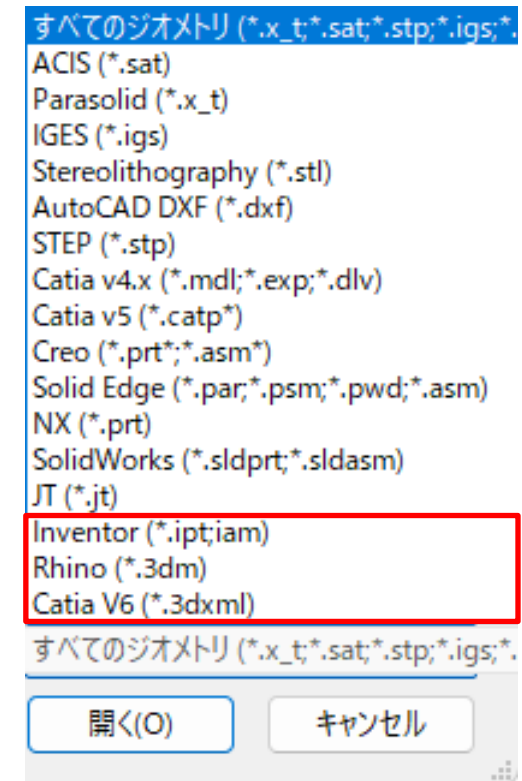 すべてのジオメトリ (*.x_t;*.sat;*.stp;*.igs;*.
ACIS (*.sat)
Parasolid (*.x_t)
IGES (*.igs)
Stereolithography (*.stl)
AutoCAD DXF (*.dxf)
STEP (*.stp)
Catia v4.x (*.mdl;*.exp;*.dlv)
Catia v5 (*.catp*)
Creo (*.prt*;*.asm*)
Solid Edge (*.par;*.psm;*.pwd;*.asm)
NX (*.prt)
SolidWorks (*.sldprt;*.sldasm)
JT (*.jt)
Inventor (*.ipt;iam)
Rhino (*.3dm)
Catia V6 (*.3dxml)
すべてのジオメトリ (*.x_t;*.sat;*.stp;*.igs;*.
開く(O)
キャンセル